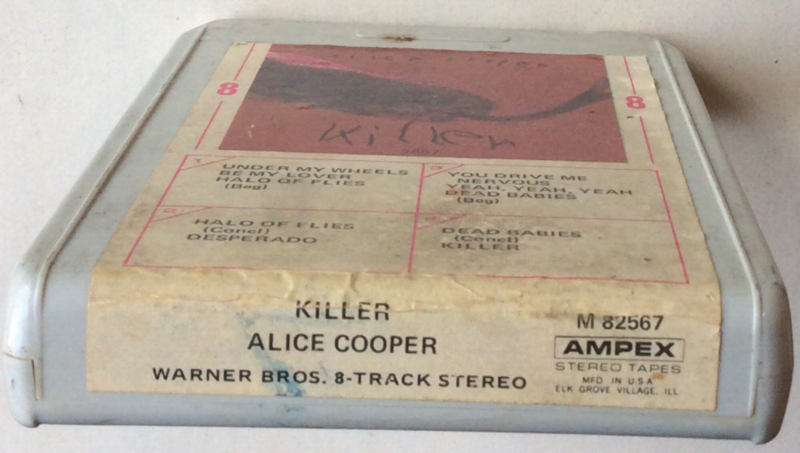 alice cooper
8
8
Killer
1
UNDER MY WHEELS
BE MY LOVER
HALO OF FLIES
(Beg)
YOU DRIVE ME
NERVOUS
YEAH, YEAH, YEAH
DEAD BABIES
(Beg)
2
HALO OF FLIES
(Concl)
DESPERADO
DEAD BABIES
(Concl)
KILLER
KILLER
ALICE COOPER
WARNER BROS. 8-TRACK STEREO
M 82567
AMPEX
STEREO TAPES
MFD IN U.S.A
ELK GROVE VILLAGE, ILL